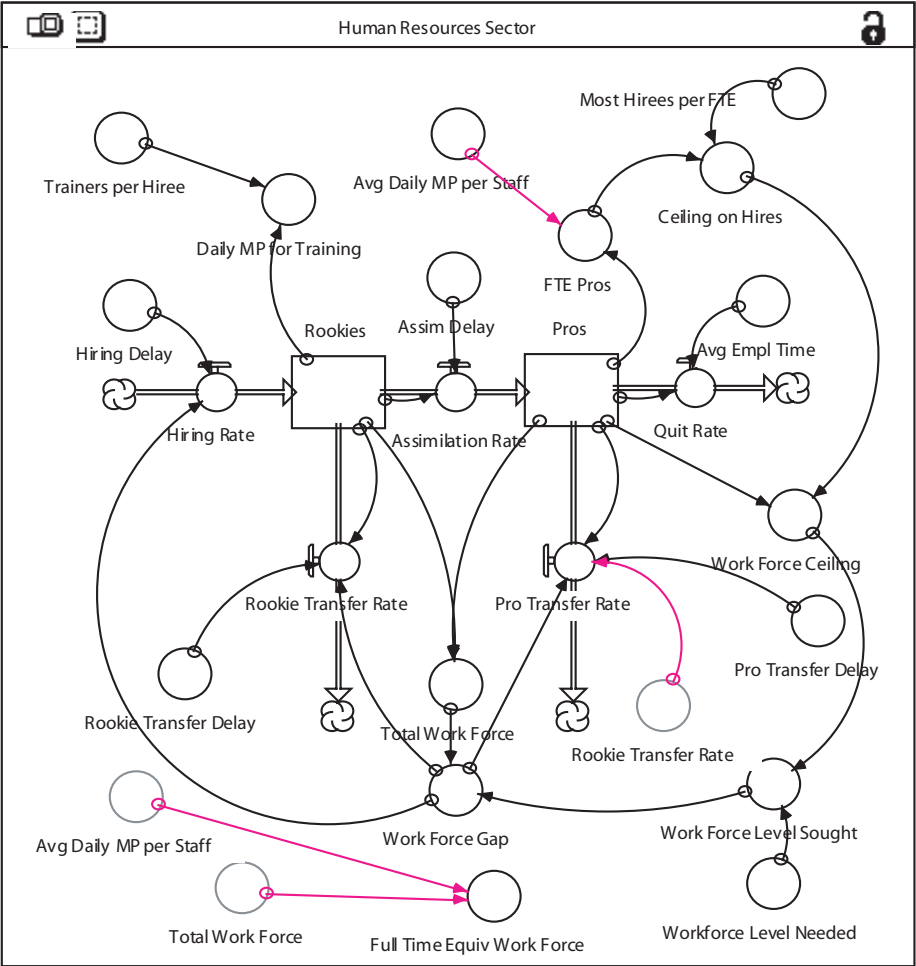 Human Resources Sector
Most Hirees per FTE
Trainers per Hiree
Avg Daily MP per Staff
Ceiling on Hires
Daily MP for Training
FTE Pros
Rookies
Assim Delay
Pros
Hiring Delay
Avg Empl Time
Hiring Rate
Assimilation Rate
Quit Rate
Work Force Ceiling
Rookie Transfer Rate
Pro Transfer Rate
Pro Transfer Delay
Rookie Transfer Delay
Total Work Force
Rookie Transfer Rate
Work Force Gap
Work Force Level Sought
Avg Daily MP per Staff
Total Work Force
Full Time Equiv Work Force
Workforce Level Needed